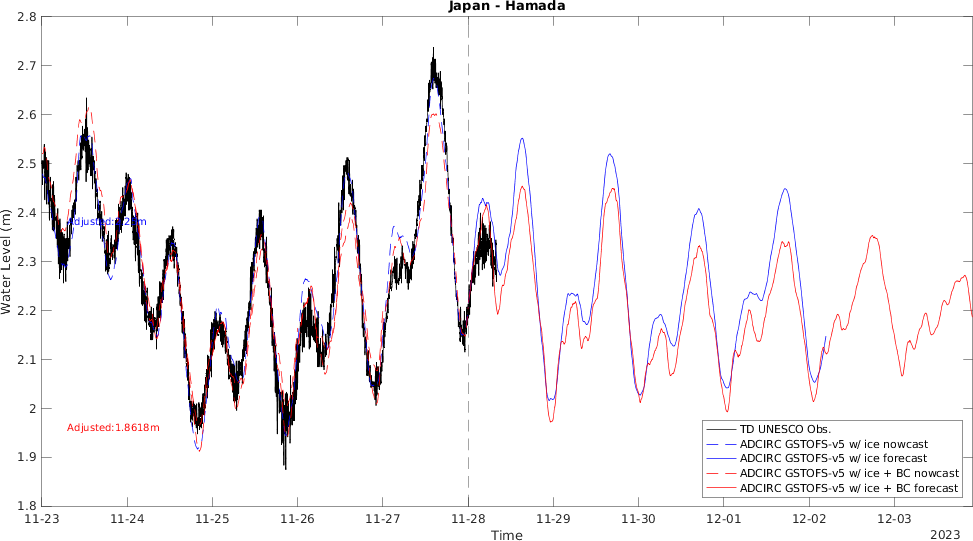 Japan - Hamada
2.8
2.7
2.6
2.5
2.4
2.3
2.2
2.1
2
1.9
1.8
Water Level (m)
Adjusted:1.8618m
TD UNESCO Obs.
ADCIRC GSTOFS-v5 w/ ice nowcast
ADCIRC GSTOFS-v5 w/ ice forecast
ADCIRC GSTOFS-v5 w/ ice + BC nowcast
ADCIRC GSTOFS-v5 w/ ice + BC forecast
11-23 11-24 11-25 11-26 11-27 11-28 11-29 11-30 12-01 12-02 12-03
Time
2023